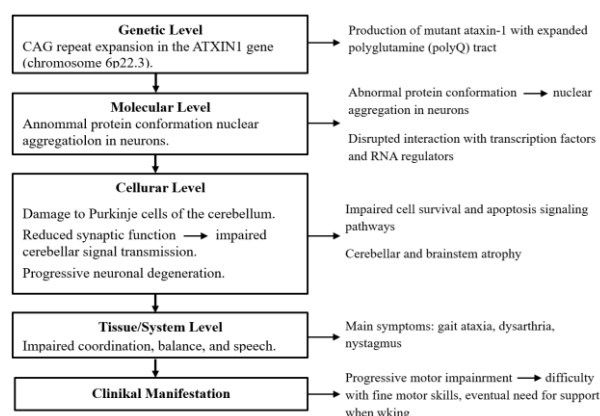 Genetic Level
CAG repeat expansion in the ATXIN1 gene
(chromosome 6p22.3).
Production of mutant ataxin-1 with expanded
polyglutamine (polyQ) tract
Molecular Level
Annommal protein conformation nuclear
aggregatiolon in neurons.
Abnormal protein conformation → nuclear
aggregation in neurons
Disrupted interaction with transcription factors
and RNA regulators
Cellurar Level
Damage to Purkinje cells of the cerebellum.
Reduced synaptic function → impaired
cerebellar signal transmission.
Progressive neuronal degeneration.
Impaired cell survival and apoptosis signaling
pathways
Cerebellar and brainstem atrophy
Tissue/System Level
Impaired coordination, balance, and speech.
Main symptoms: gait ataxia, dysarthria,
nystagmus
Clinikal Manifestation
Progressive motor impainrment → difficulty
with fine motor skills, eventual need for support
when wking